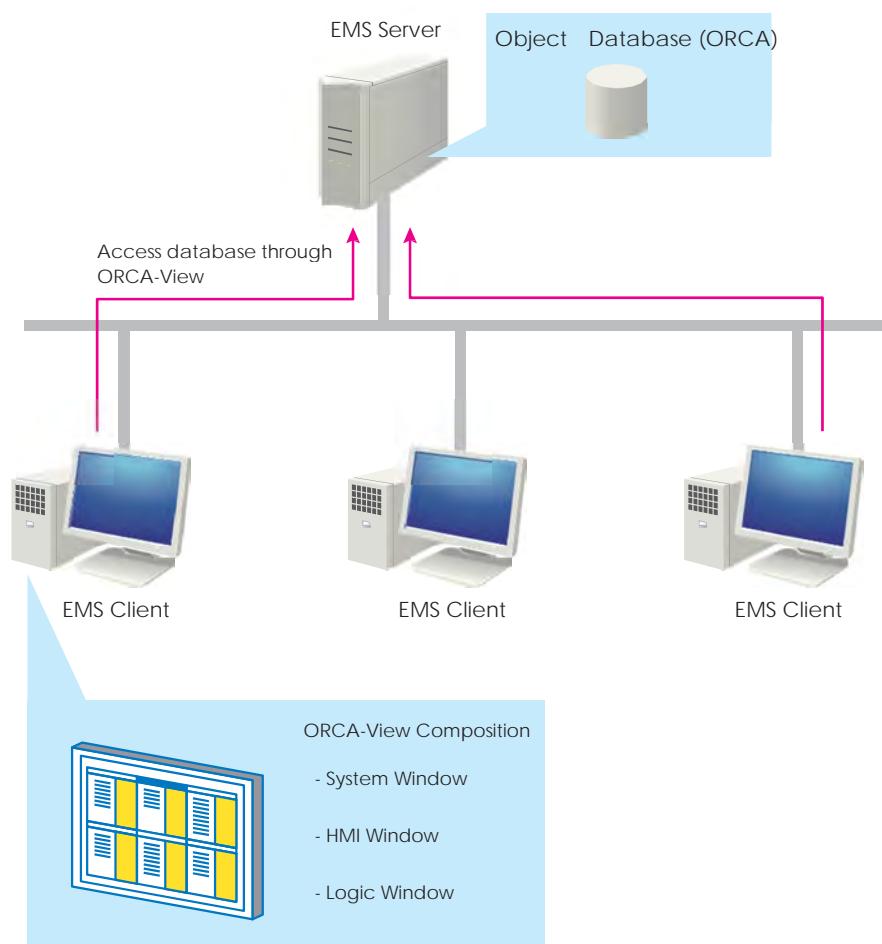 EMS Server
Object Database (ORCA)
Access database through
ORCA-View
EMS Client
EMS Client
EMS Client
ORCA-View Composition
- System Window
- HMI Window
- Logic Window